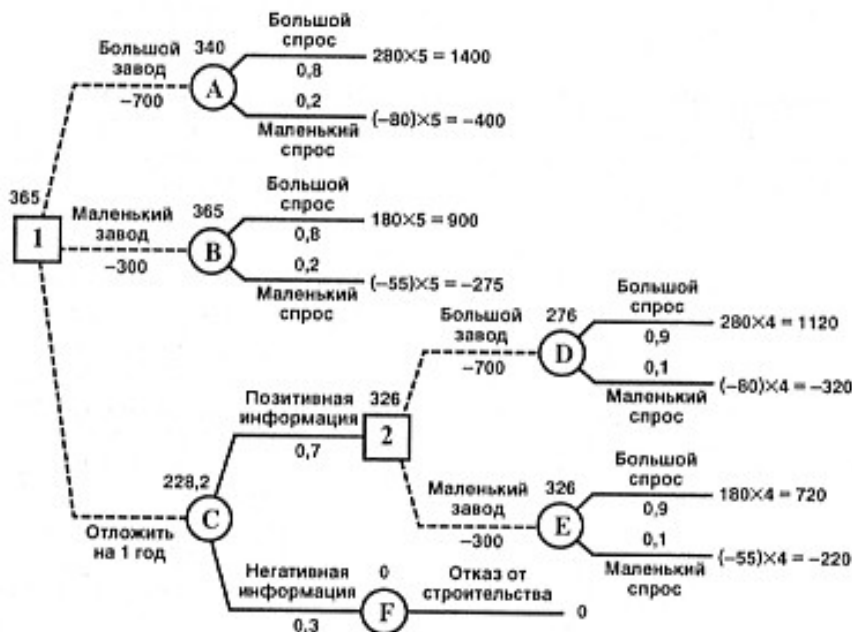 Большой
спрос
340
Большой
завод
280×5 = 1400
0,8
A
–700
0,2
(–80)×5 = –400
Маленький
спрос
Большой
спрос
365
Маленький
завод
365
180×5 = 900
0,8
1
B
–300
0,2
(–55)×5 = –275
Маленький
спрос
Большой
спрос
Большой
завод
276
280×4 = 1120
0,9
D
–700
0,1
(–80)×4 = –320
Маленький
спрос
Позитивная
информация
326
2
0,7
Большой
спрос
228,2
Маленький
завод
326
180×4 = 720
0,9
C
E
–300
0,1
(–55)×4 = –220
Маленький
спрос
Отложить
на 1 год
Негативная
информация
0
Отказ от
строительства
F
0
0,3